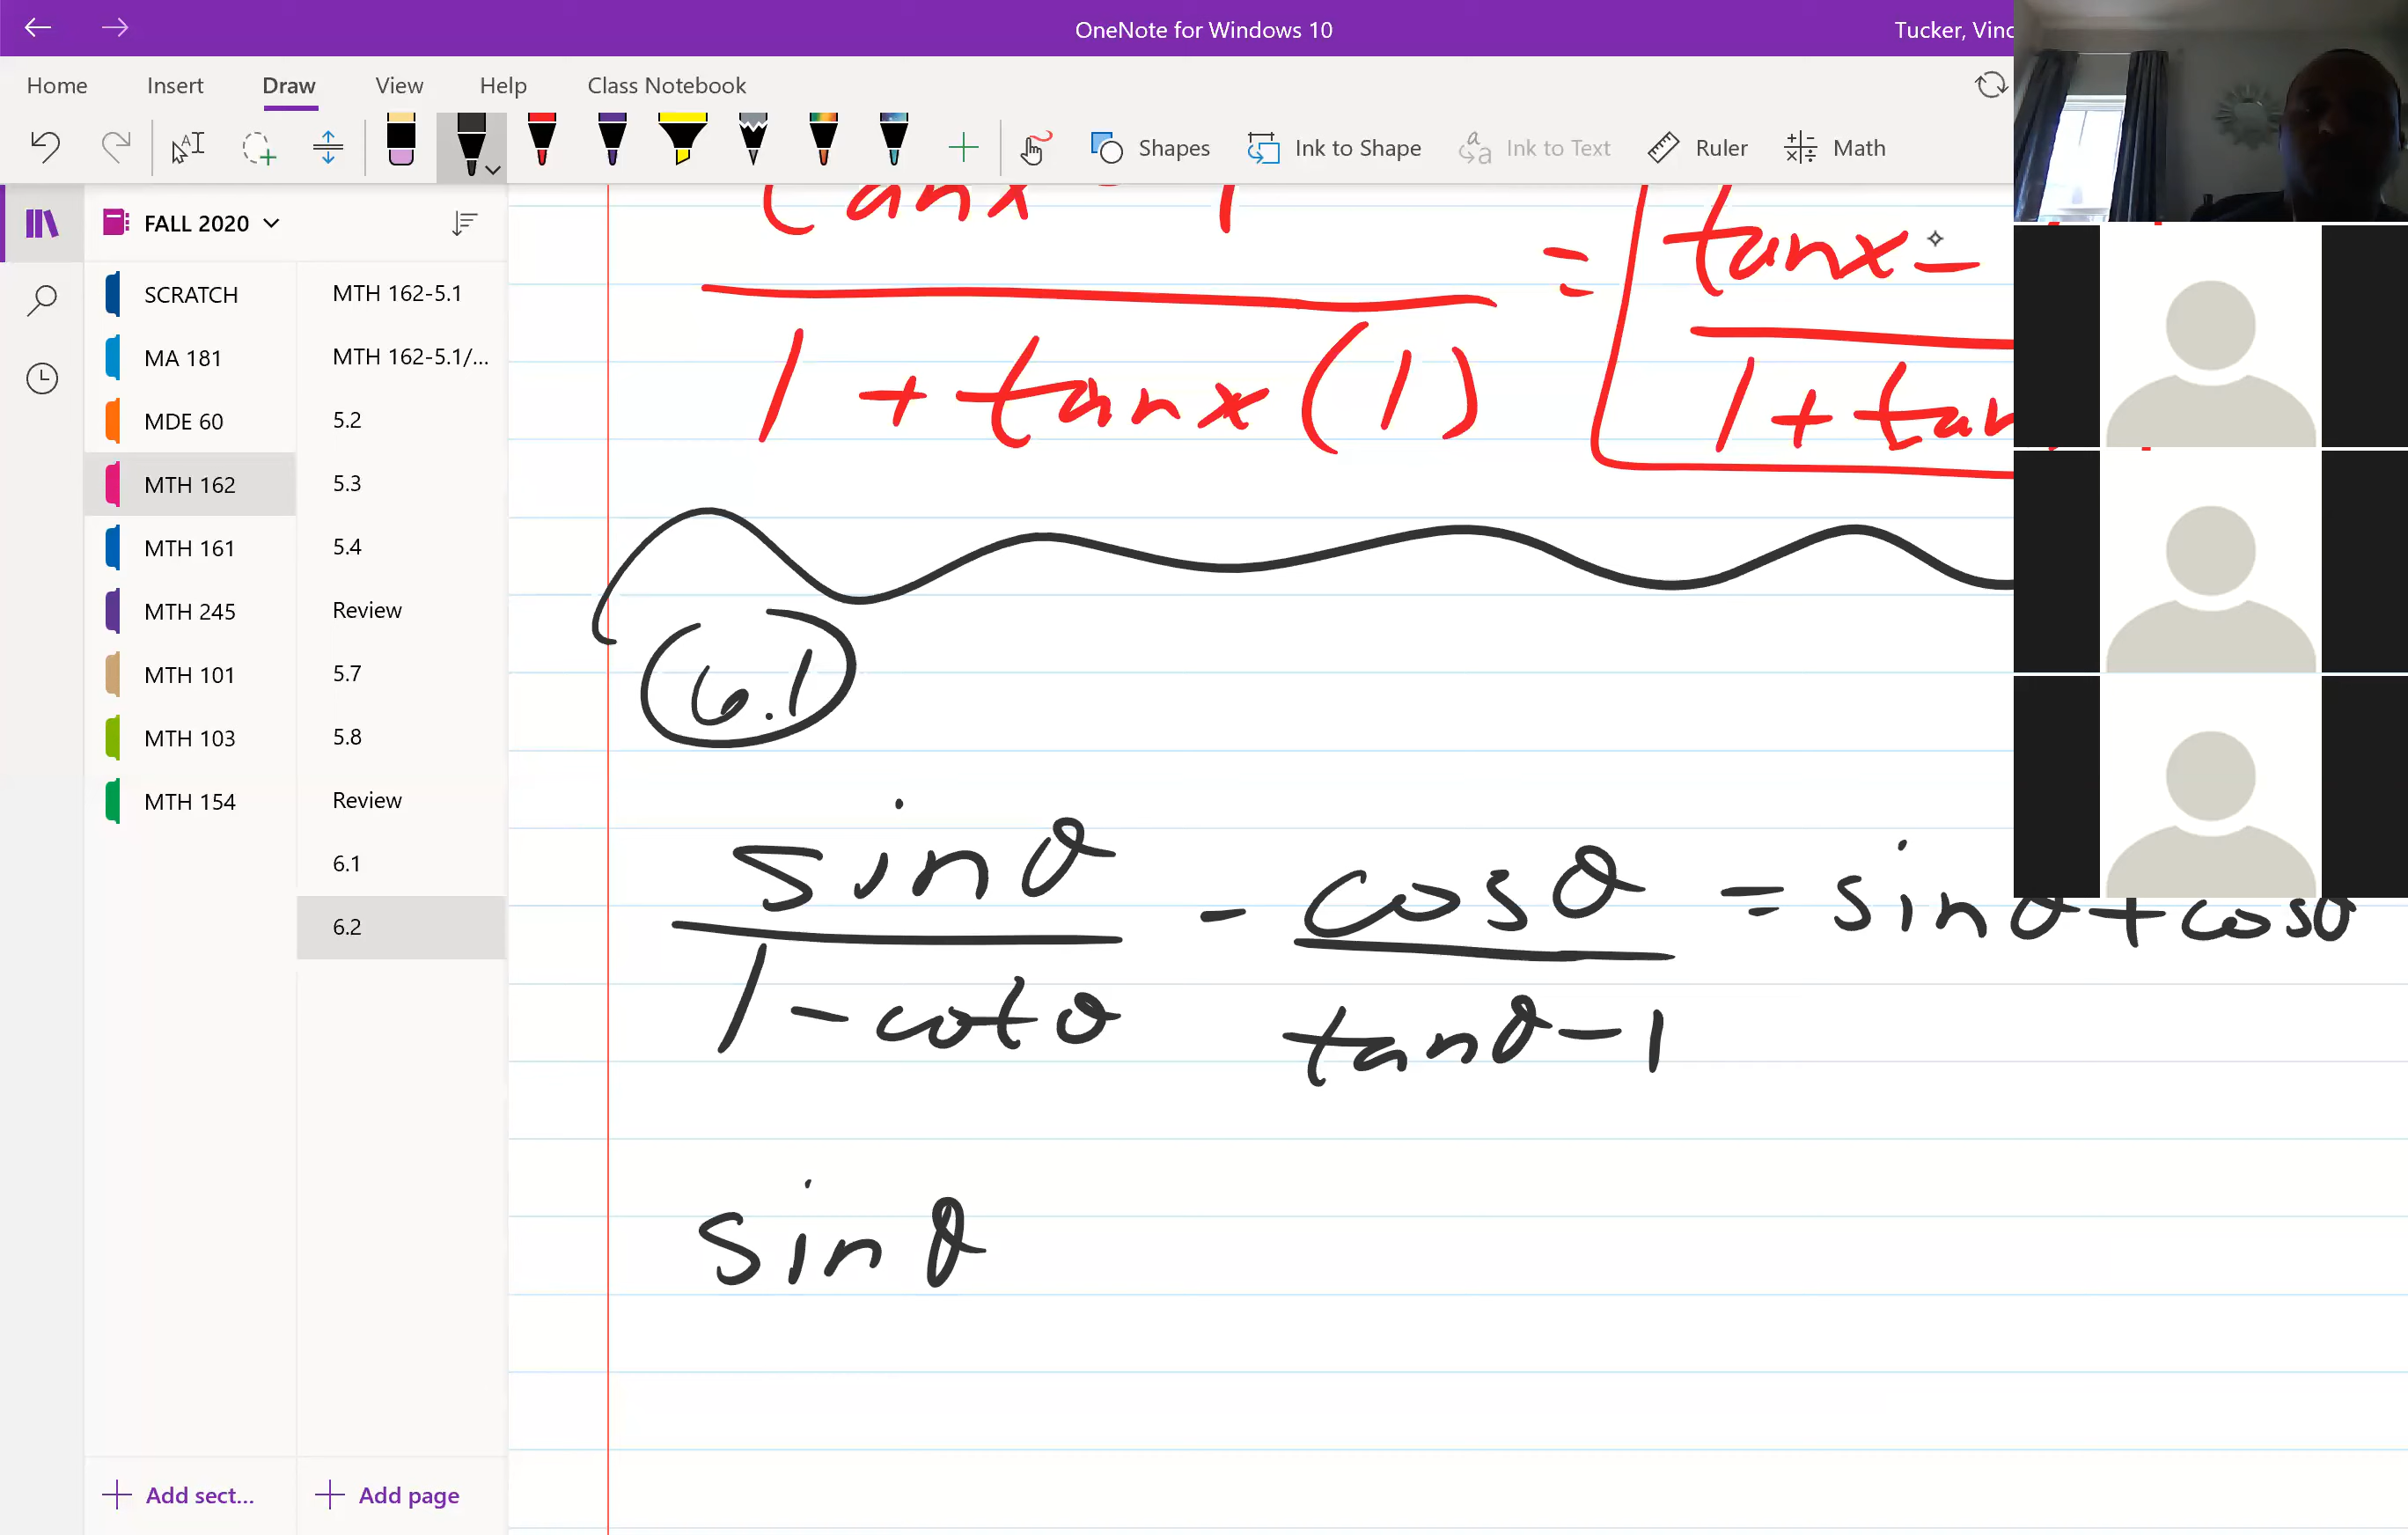 OneNote for Windows 10
Tucker, Vinc
Home Insert Draw View Help Class Notebook
Shapes Ink to Shape Ink to Text Ruler Math
FALL 2020
SCRATCH
MA 181
MDE 60
MTH 162
MTH 161
MTH 245
MTH 101
MTH 103
MTH 154
Add sect...
MTH 162-5.1
MTH 162-5.1/...
5.2
5.3
5.4
Review
5.7
5.8
Review
6.1
6.2
Add page
tanx - 1
= tanx -
1 + tanx (1)
1 + tan
6.1
sinθ - cosθ = sinθ + cosθ
1 - cotθ tanθ - 1
sinθ